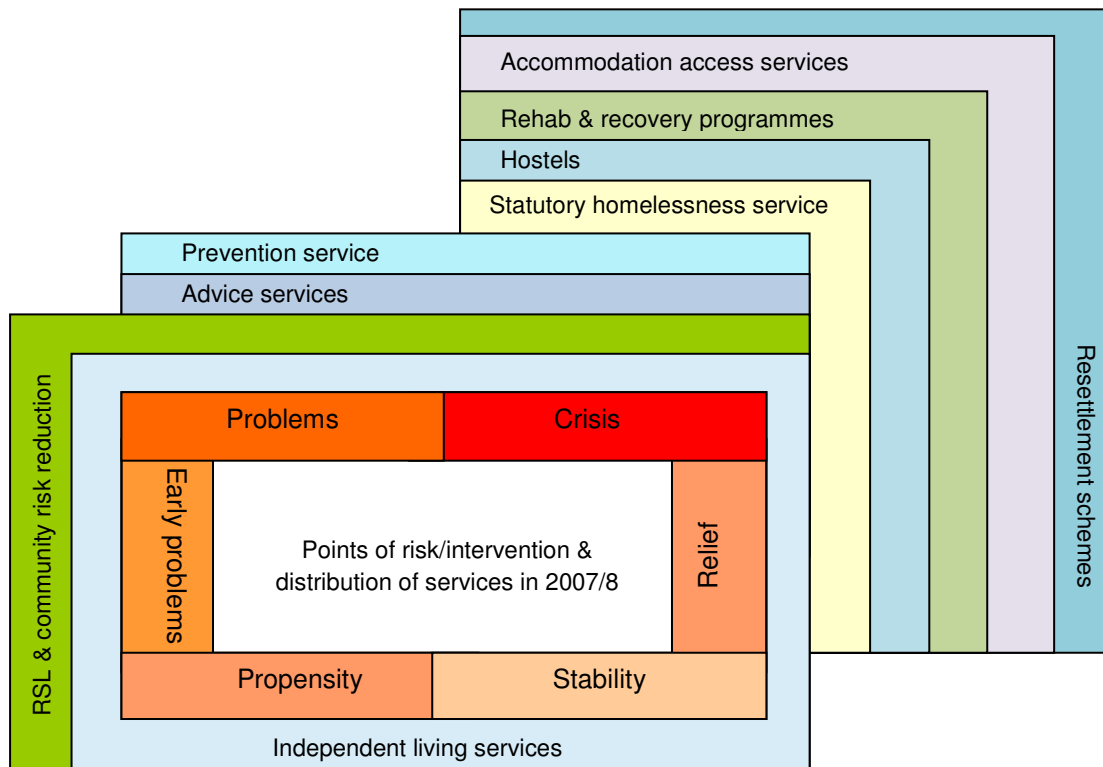 Accommodation access services
Rehab & recovery programmes
Hostels
Statutory homelessness service
Prevention service
Advice services
Resettlement schemes
RSL & community risk reduction
Problems
Crisis
Early problems
Points of risk/intervention &
distribution of services in 2007/8
Relief
Propensity
Stability
Independent living services